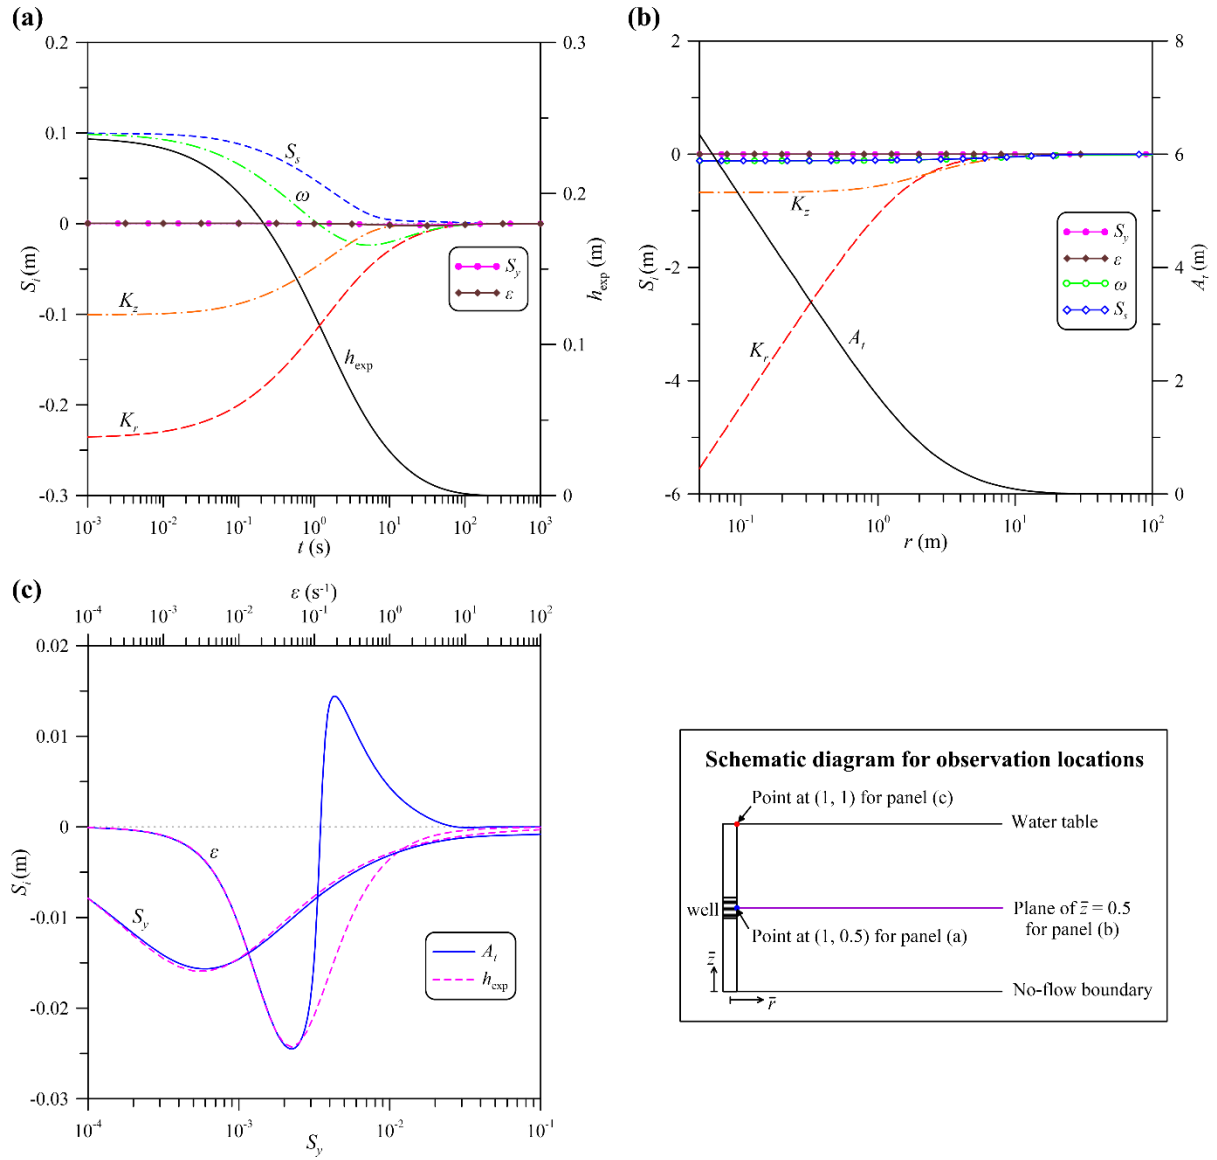 (a)
0.2
0.1
0
-0.1
-0.2
-0.3
S_i (m)
0.3
0.2
0.1
0
h_exp (m)
S_s
ω
K_z
K_r
h_exp
S_y
ε
10^-3 10^-2 10^-1 10^0 10^1 10^2 10^3
t (s)
(b)
2
0
-2
-4
-6
S_i (m)
8
6
4
2
0
A_t (m)
K_z
K_r
A_t
S_y
ε
ω
S_s
10^-1 10^0 10^1 10^2
r (m)
(c)
ε (s^-1)
10^-4 10^-3 10^-2 10^-1 10^0 10^1 10^2
0.02
0.01
0
-0.01
-0.02
-0.03
S_i (m)
ε
S_y
A_t
h_exp
10^-4 10^-3 10^-2 10^-1
S_y
Schematic diagram for observation locations
Point at (1, 1) for panel (c)
Water table
well
Plane of z̄ = 0.5
for panel (b)
Point at (1, 0.5) for panel (a)
z̄
No-flow boundary
r̄